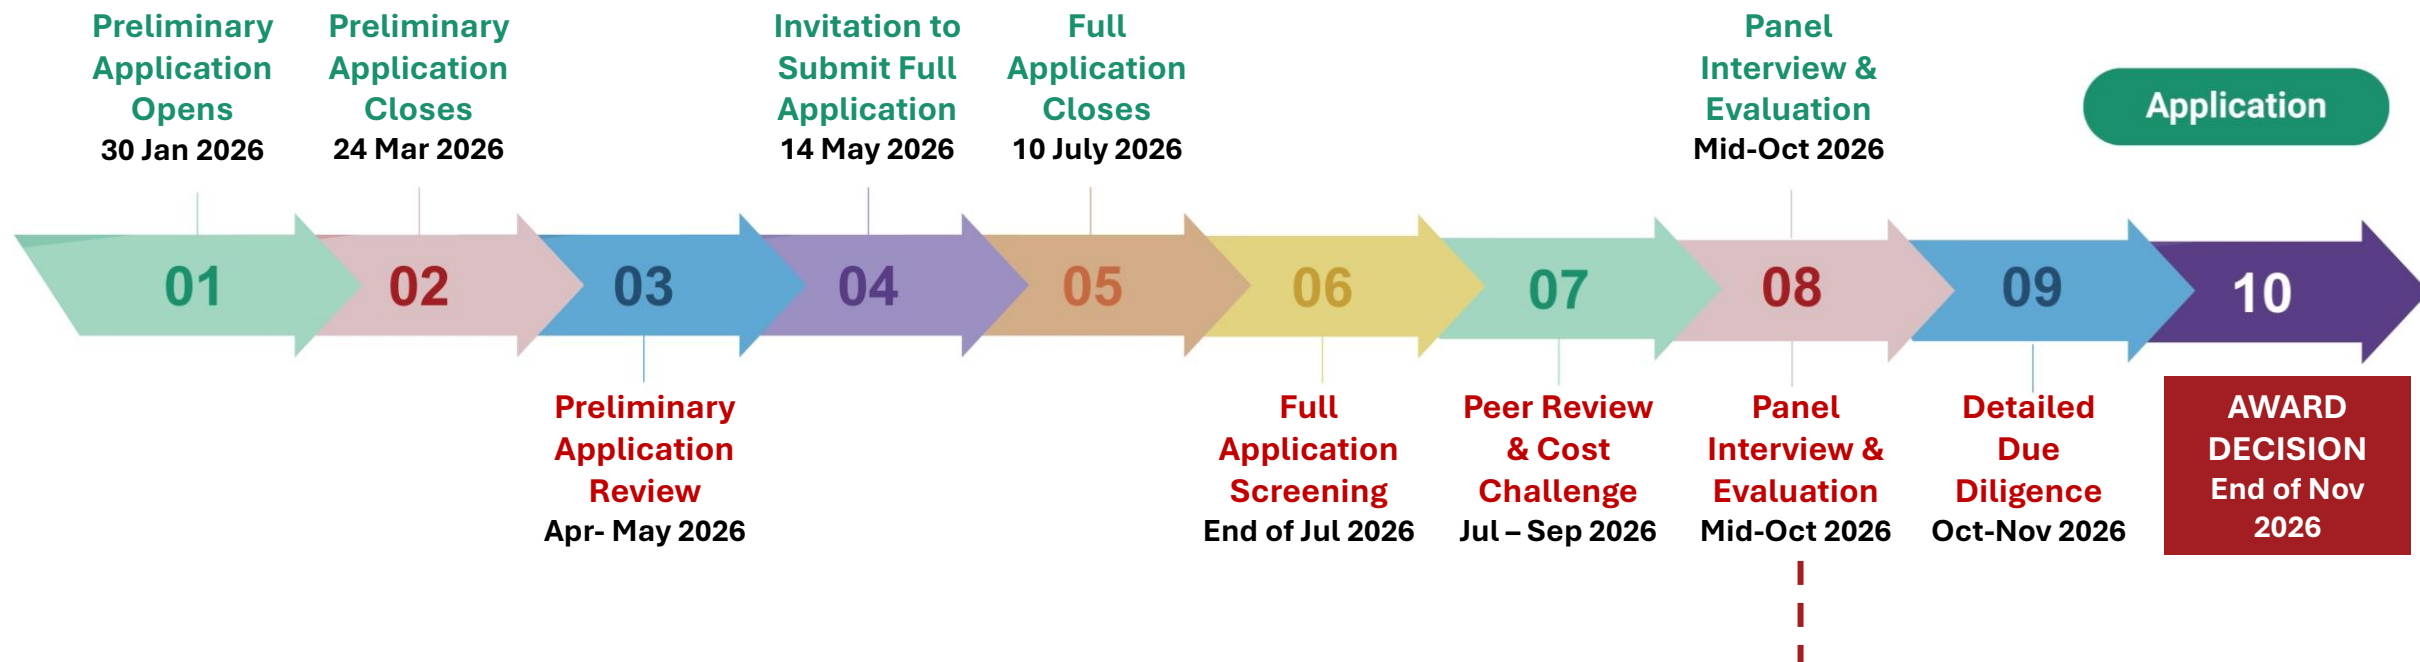 Preliminary
Application
Opens
30 Jan 2026
Preliminary
Application
Closes
24 Mar 2026
Invitation to
Submit Full
Application
14 May 2026
Full
Application
Closes
10 July 2026
Panel
Interview &
Evaluation
Mid-Oct 2026
Application
01
02
03
04
05
06
07
08
09
10
Preliminary
Application
Review
Apr- May 2026
Full
Application
Screening
End of Jul 2026
Peer Review
& Cost
Challenge
Jul – Sep 2026
Panel
Interview &
Evaluation
Mid-Oct 2026
Detailed
Due
Diligence
Oct-Nov 2026
AWARD
DECISION
End of Nov
2026